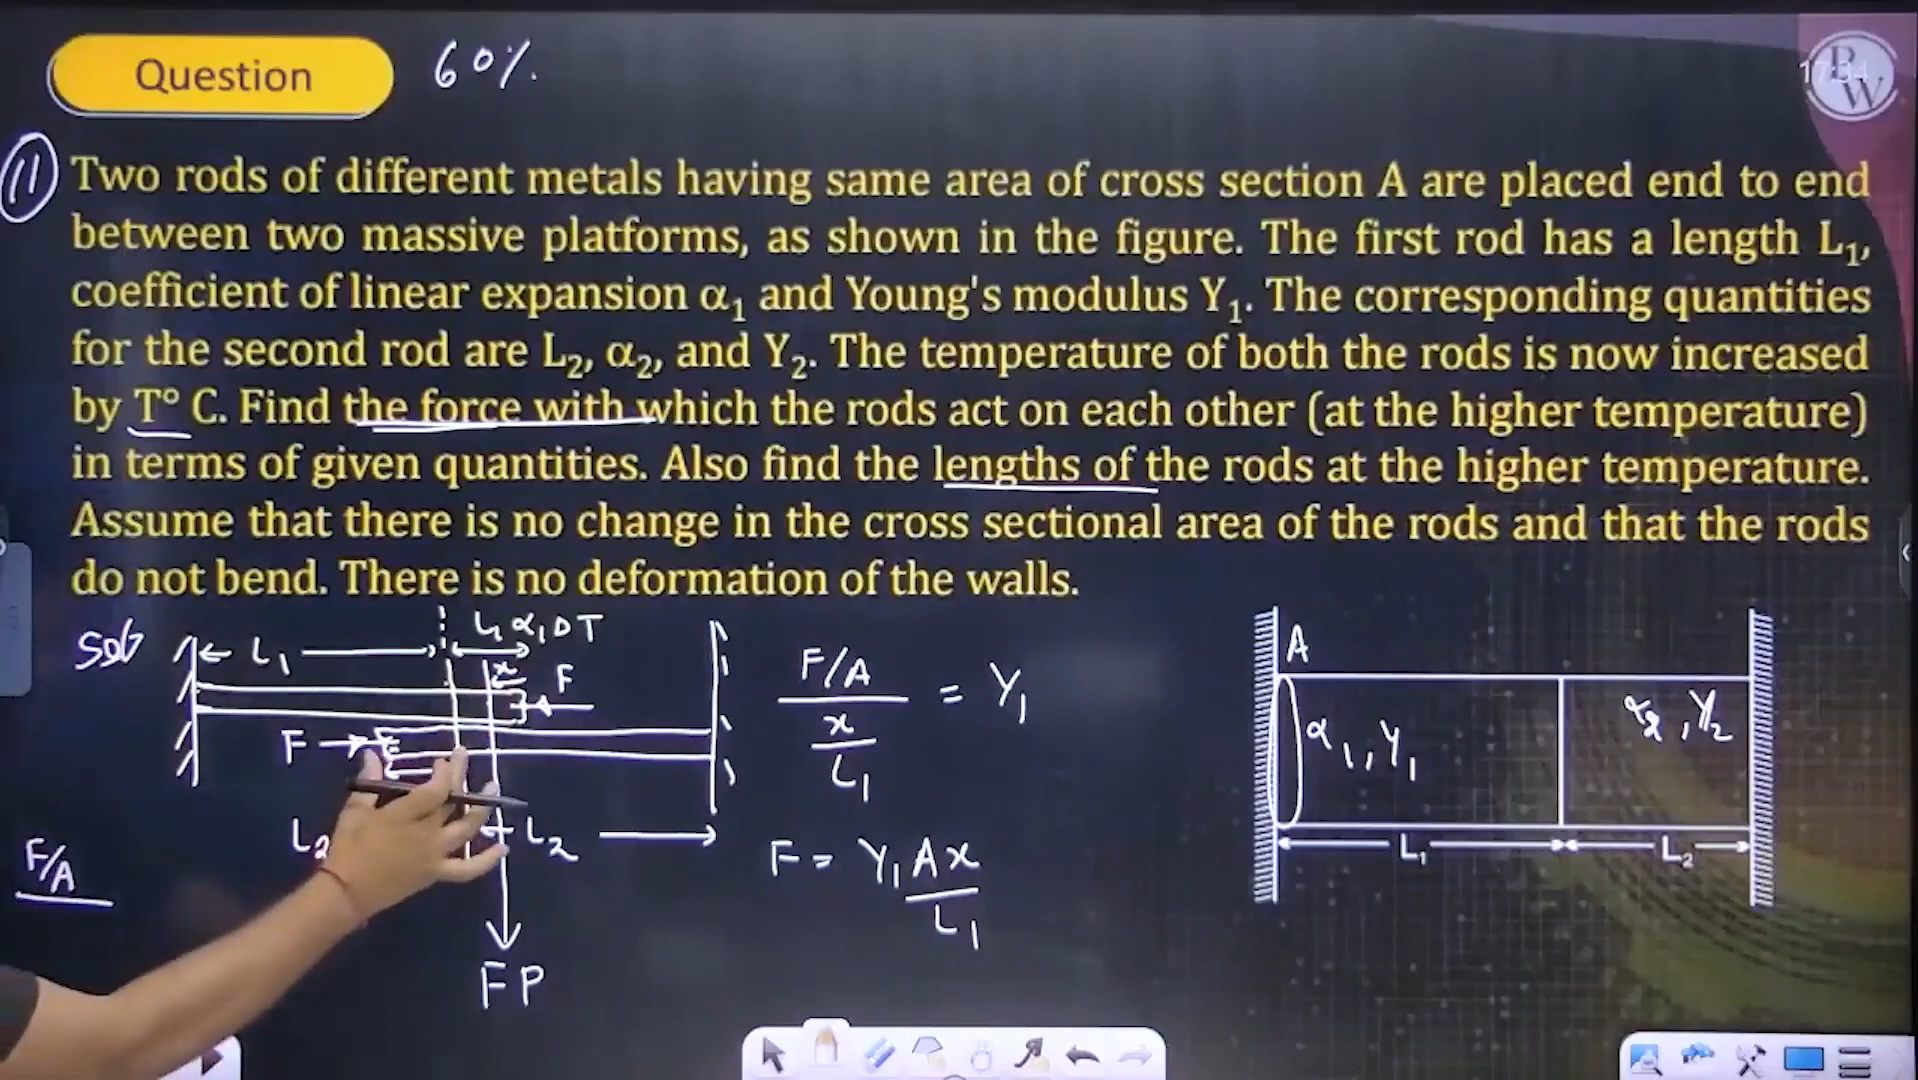 Question
60%.
17:34
PW
11
Two rods of different metals having same area of cross section A are placed end to end
between two massive platforms, as shown in the figure. The first rod has a length L₁,
coefficient of linear expansion α₁ and Young's modulus Y₁. The corresponding quantities
for the second rod are L₂, α₂, and Y₂. The temperature of both the rods is now increased
by T° C. Find the force with which the rods act on each other (at the higher temperature)
in terms of given quantities. Also find the lengths of the rods at the higher temperature.
Assume that there is no change in the cross sectional area of the rods and that the rods
do not bend. There is no deformation of the walls.
L₁
L₁ α₁ DT
x
F
F
L₂
L₂
F/A
FP
F/A
x
L₁
= Y₁
F = Y₁ A x
L₁
A
α₁, Y₁
α₂, Y₂
L₁
L₂